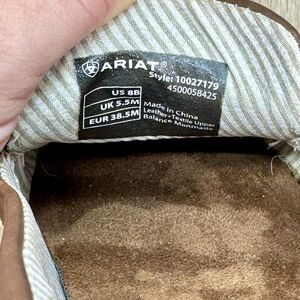 ARIAT
Style: 10027179
4500058425
US 8B
UK 5.5M
EUR 38.5M
Made in China
Leather+Textile Upper
Balance Manmade